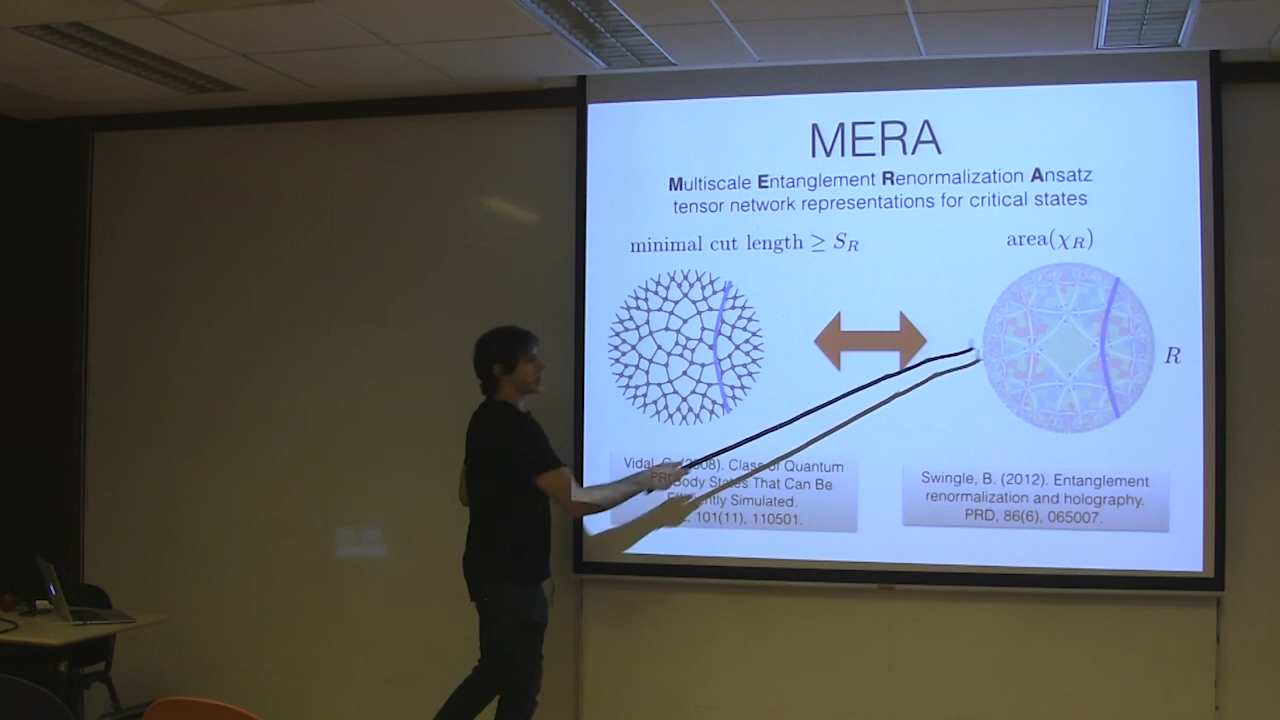 MERA
Multiscale Entanglement Renormalization Ansatz
tensor network representations for critical states
minimal cut length ≥ S_R
area(χ_R)
R
Vidal, (2008). Class of Quantum
Body States That Can Be
Simulated.
101(11), 110501.
Swingle, B. (2012). Entanglement
renormalization and holography.
PRD, 86(6), 065007.